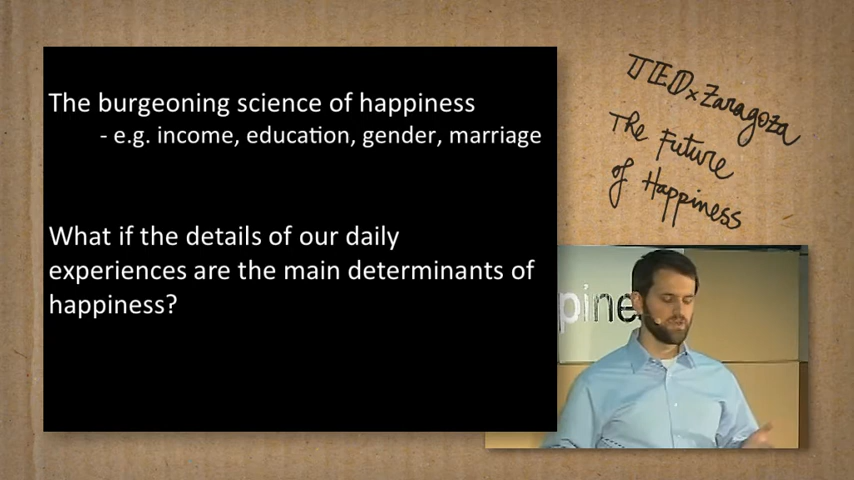 The burgeoning science of happiness
- e.g. income, education, gender, marriage
What if the details of our daily
experiences are the main determinants of
happiness?
TEDxZaragoza
The Future
of Happiness
pine